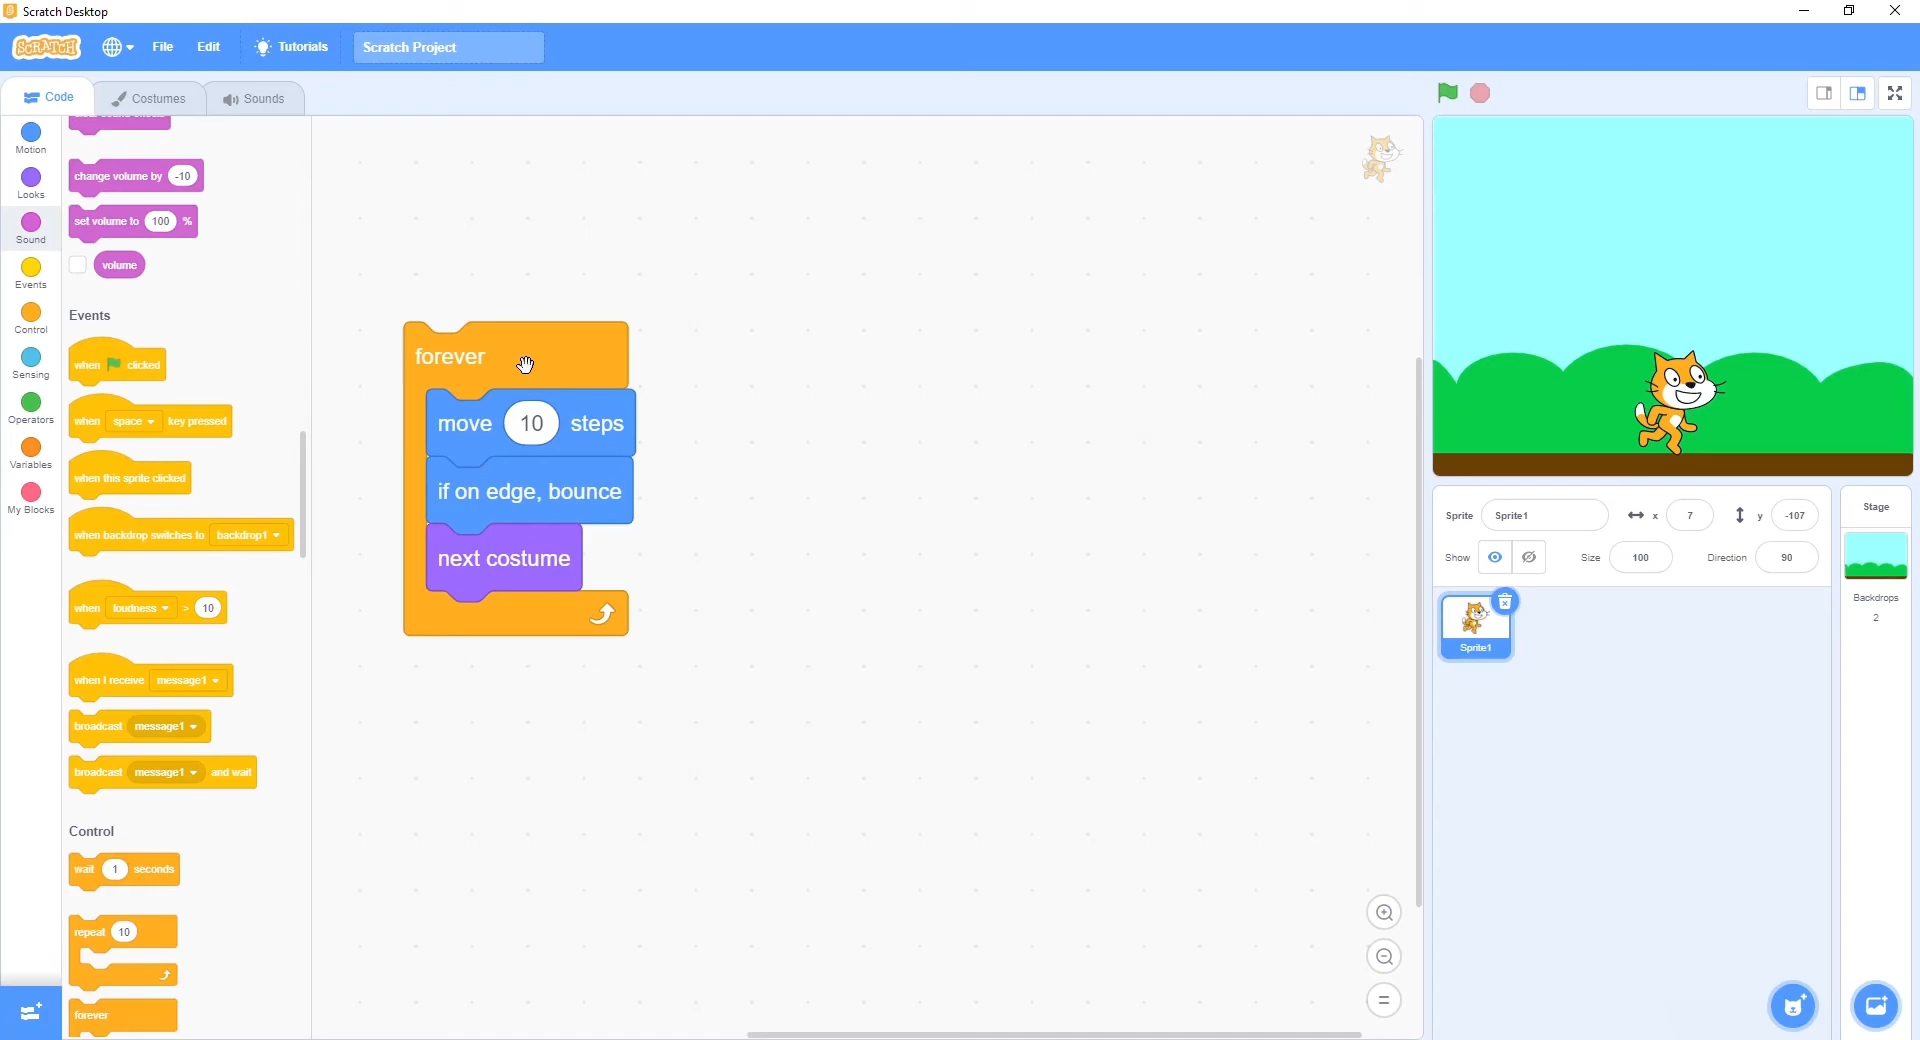 Scratch Desktop
SCRATCH
File
Edit
Tutorials
Scratch Project
Code
Costumes
Sounds
Motion
Looks
Sound
Events
Control
Sensing
Operators
Variables
My Blocks
change volume by -10
set volume to 100 %
volume
Events
when clicked
when space key pressed
when this sprite clicked
when backdrop switches to backdrop1
when loudness > 10
when I receive message1
broadcast message1
broadcast message1 and wait
Control
wait 1 seconds
repeat 10
forever
forever
move 10 steps
if on edge, bounce
next costume
Sprite Sprite1 x 7 y -107
Show Size 100 Direction 90
Sprite1
Stage
Backdrops
2